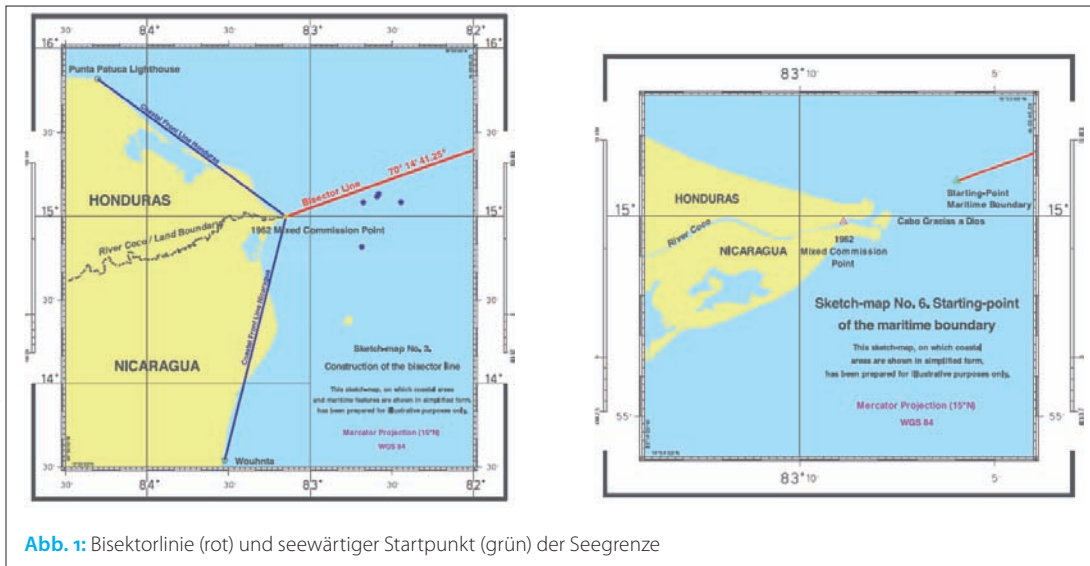 30' 84° 30' 83° 30' 82°
16° 16°
Punta Patuca Lighthouse
Coastal Front Line Honduras
30' 20'
70° 14' 41.25"
Bisector Line
HONDURAS
15° 15°
River Coco / Land Boundary
1962 Mixed Commission Point
Coastal Front Line Nicaragua
30'
Sketch-map No. 3.
Construction of the bisector line
NICARAGUA
14° 14°
This sketch-map, on which coastal areas
and maritime features are shown in simplified form,
has been prepared for illustrative purposes only.
Mercator Projection (15°N)
WGS 84
Wouhnta
30' 30'
30' 84° 30' 83° 30' 82°
83° 10' 5'
HONDURAS
Starting-Point
Maritime Boundary
15° 15°
River Coco
Cabo Gracias a Dios
NICARAGUA
1962
Mixed Commission
Point
Sketch-map No. 6. Starting-point
of the maritime boundary
This sketch-map, on which coastal
areas are shown in simplified form,
has been prepared for illustrative purposes only.
Mercator Projection (15°N)
WGS 84
55' 55'
83° 10' 5'
Abb. 1: Bisektorlinie (rot) und seewärtiger Startpunkt (grün) der Seegrenze